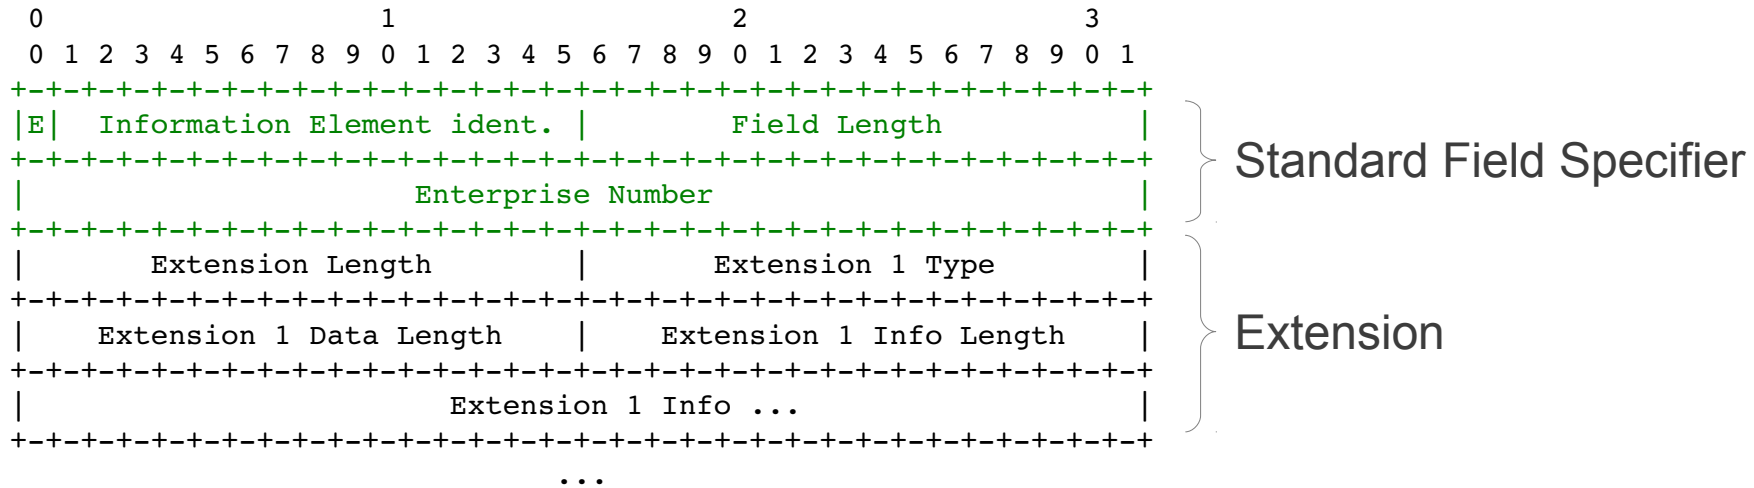 0                   1                   2                   3
0 1 2 3 4 5 6 7 8 9 0 1 2 3 4 5 6 7 8 9 0 1 2 3 4 5 6 7 8 9 0 1
+-+-+-+-+-+-+-+-+-+-+-+-+-+-+-+-+-+-+-+-+-+-+-+-+-+-+-+-+-+-+-+-+
|E|  Information Element ident. |        Field Length           |
+-+-+-+-+-+-+-+-+-+-+-+-+-+-+-+-+-+-+-+-+-+-+-+-+-+-+-+-+-+-+-+-+
Standard Field Specifier
|                      Enterprise Number                        |
+-+-+-+-+-+-+-+-+-+-+-+-+-+-+-+-+-+-+-+-+-+-+-+-+-+-+-+-+-+-+-+-+
|       Extension Length        |       Extension 1 Type        |
+-+-+-+-+-+-+-+-+-+-+-+-+-+-+-+-+-+-+-+-+-+-+-+-+-+-+-+-+-+-+-+-+
|    Extension 1 Data Length    |    Extension 1 Info Length    |
Extension
+-+-+-+-+-+-+-+-+-+-+-+-+-+-+-+-+-+-+-+-+-+-+-+-+-+-+-+-+-+-+-+-+
|                        Extension 1 Info ...                   |
+-+-+-+-+-+-+-+-+-+-+-+-+-+-+-+-+-+-+-+-+-+-+-+-+-+-+-+-+-+-+-+-+
...